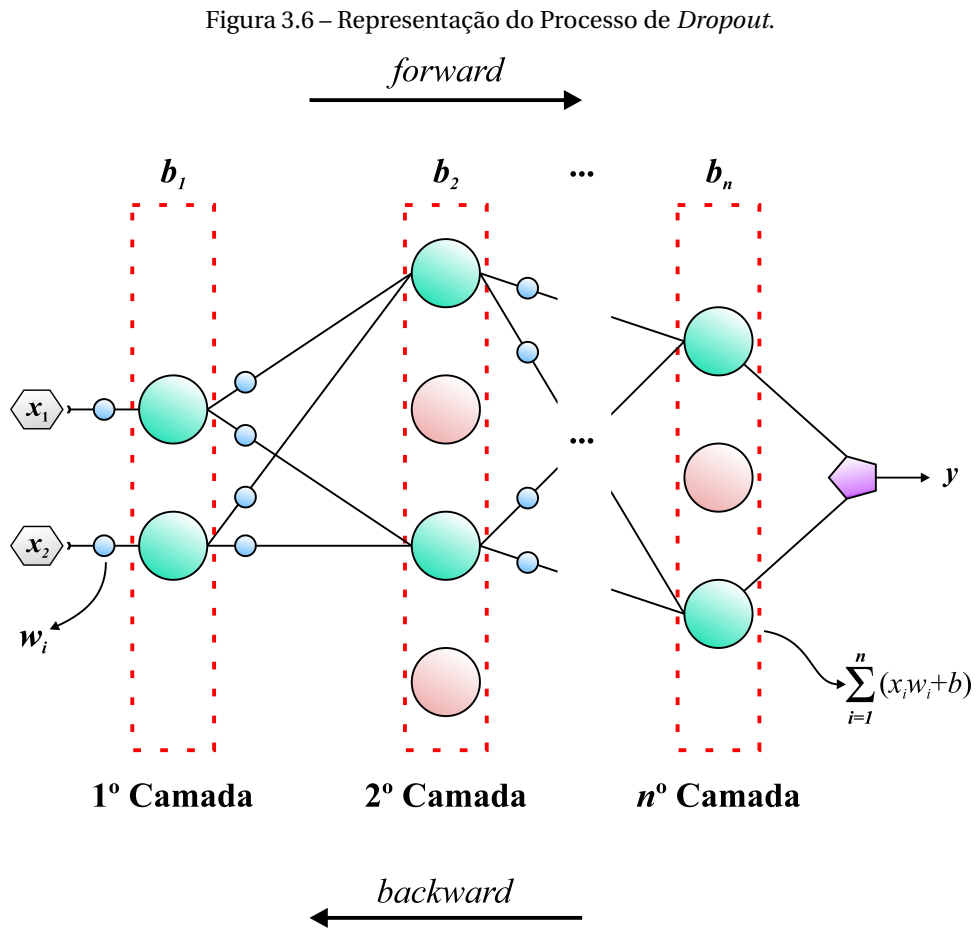 Figura 3.6 – Representação do Processo de Dropout.
forward
b1 b2 ... bn
x1
...
x2
y
wi
n
∑(xiwi+b)
i=1
1º Camada 2º Camada nº Camada
backward